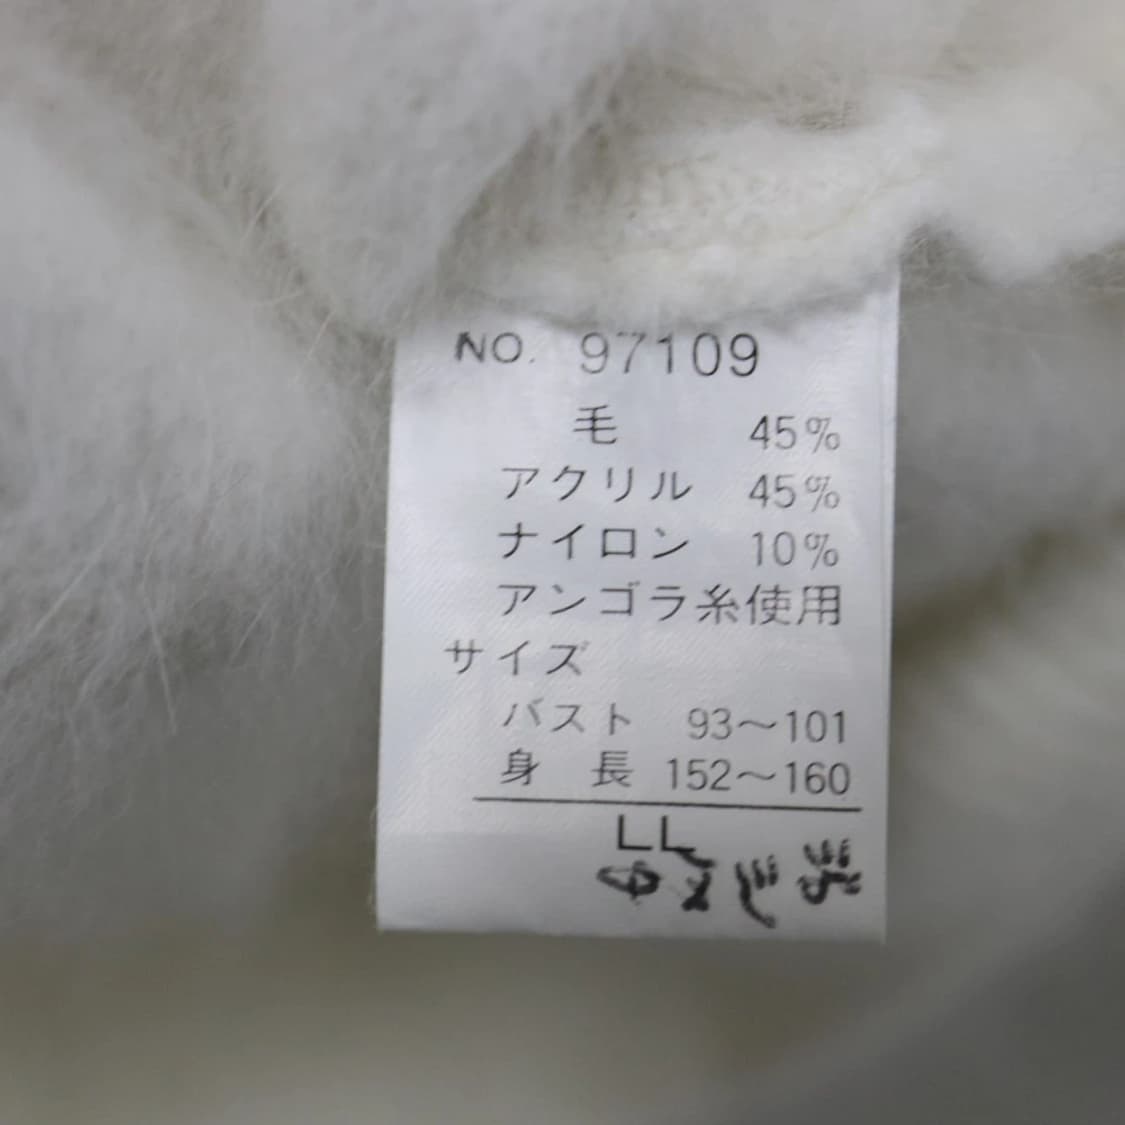 NO. 97109
毛 45%
アクリル 45%
ナイロン 10%
アンゴラ糸使用
サイズ
バスト 93〜101
身 長 152〜160
LL